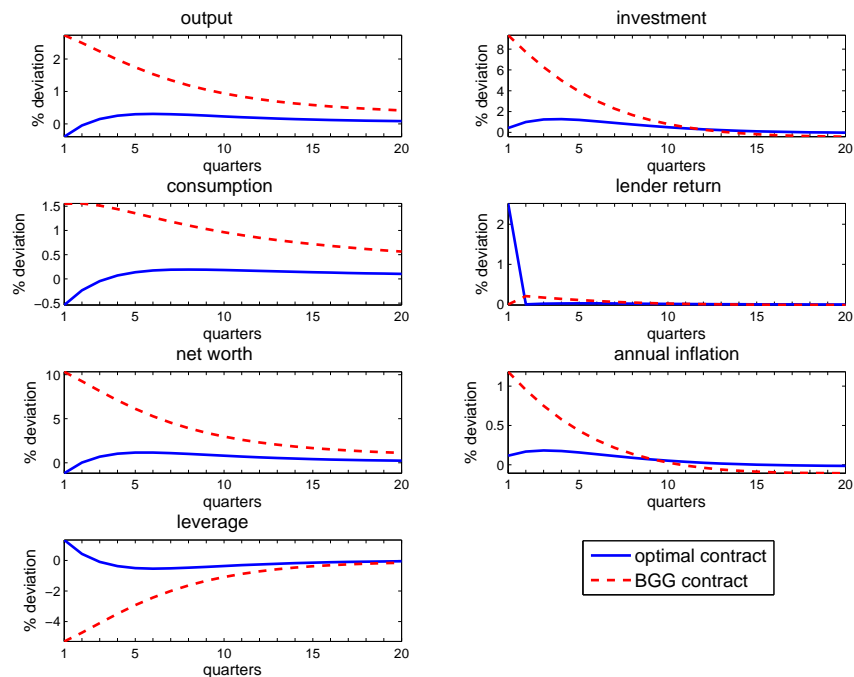 output
% deviation
2
1
0
1
5
10
15
20
quarters
investment
% deviation
8
6
4
2
0
1
5
10
15
20
quarters
consumption
% deviation
1.5
1
0.5
0
−0.5
1
5
10
15
20
quarters
lender return
% deviation
2
1
0
1
5
10
15
20
quarters
net worth
% deviation
10
5
0
1
5
10
15
20
quarters
annual inflation
% deviation
1
0.5
0
1
5
10
15
20
quarters
leverage
% deviation
0
−2
−4
1
5
10
15
20
quarters
optimal contract
BGG contract